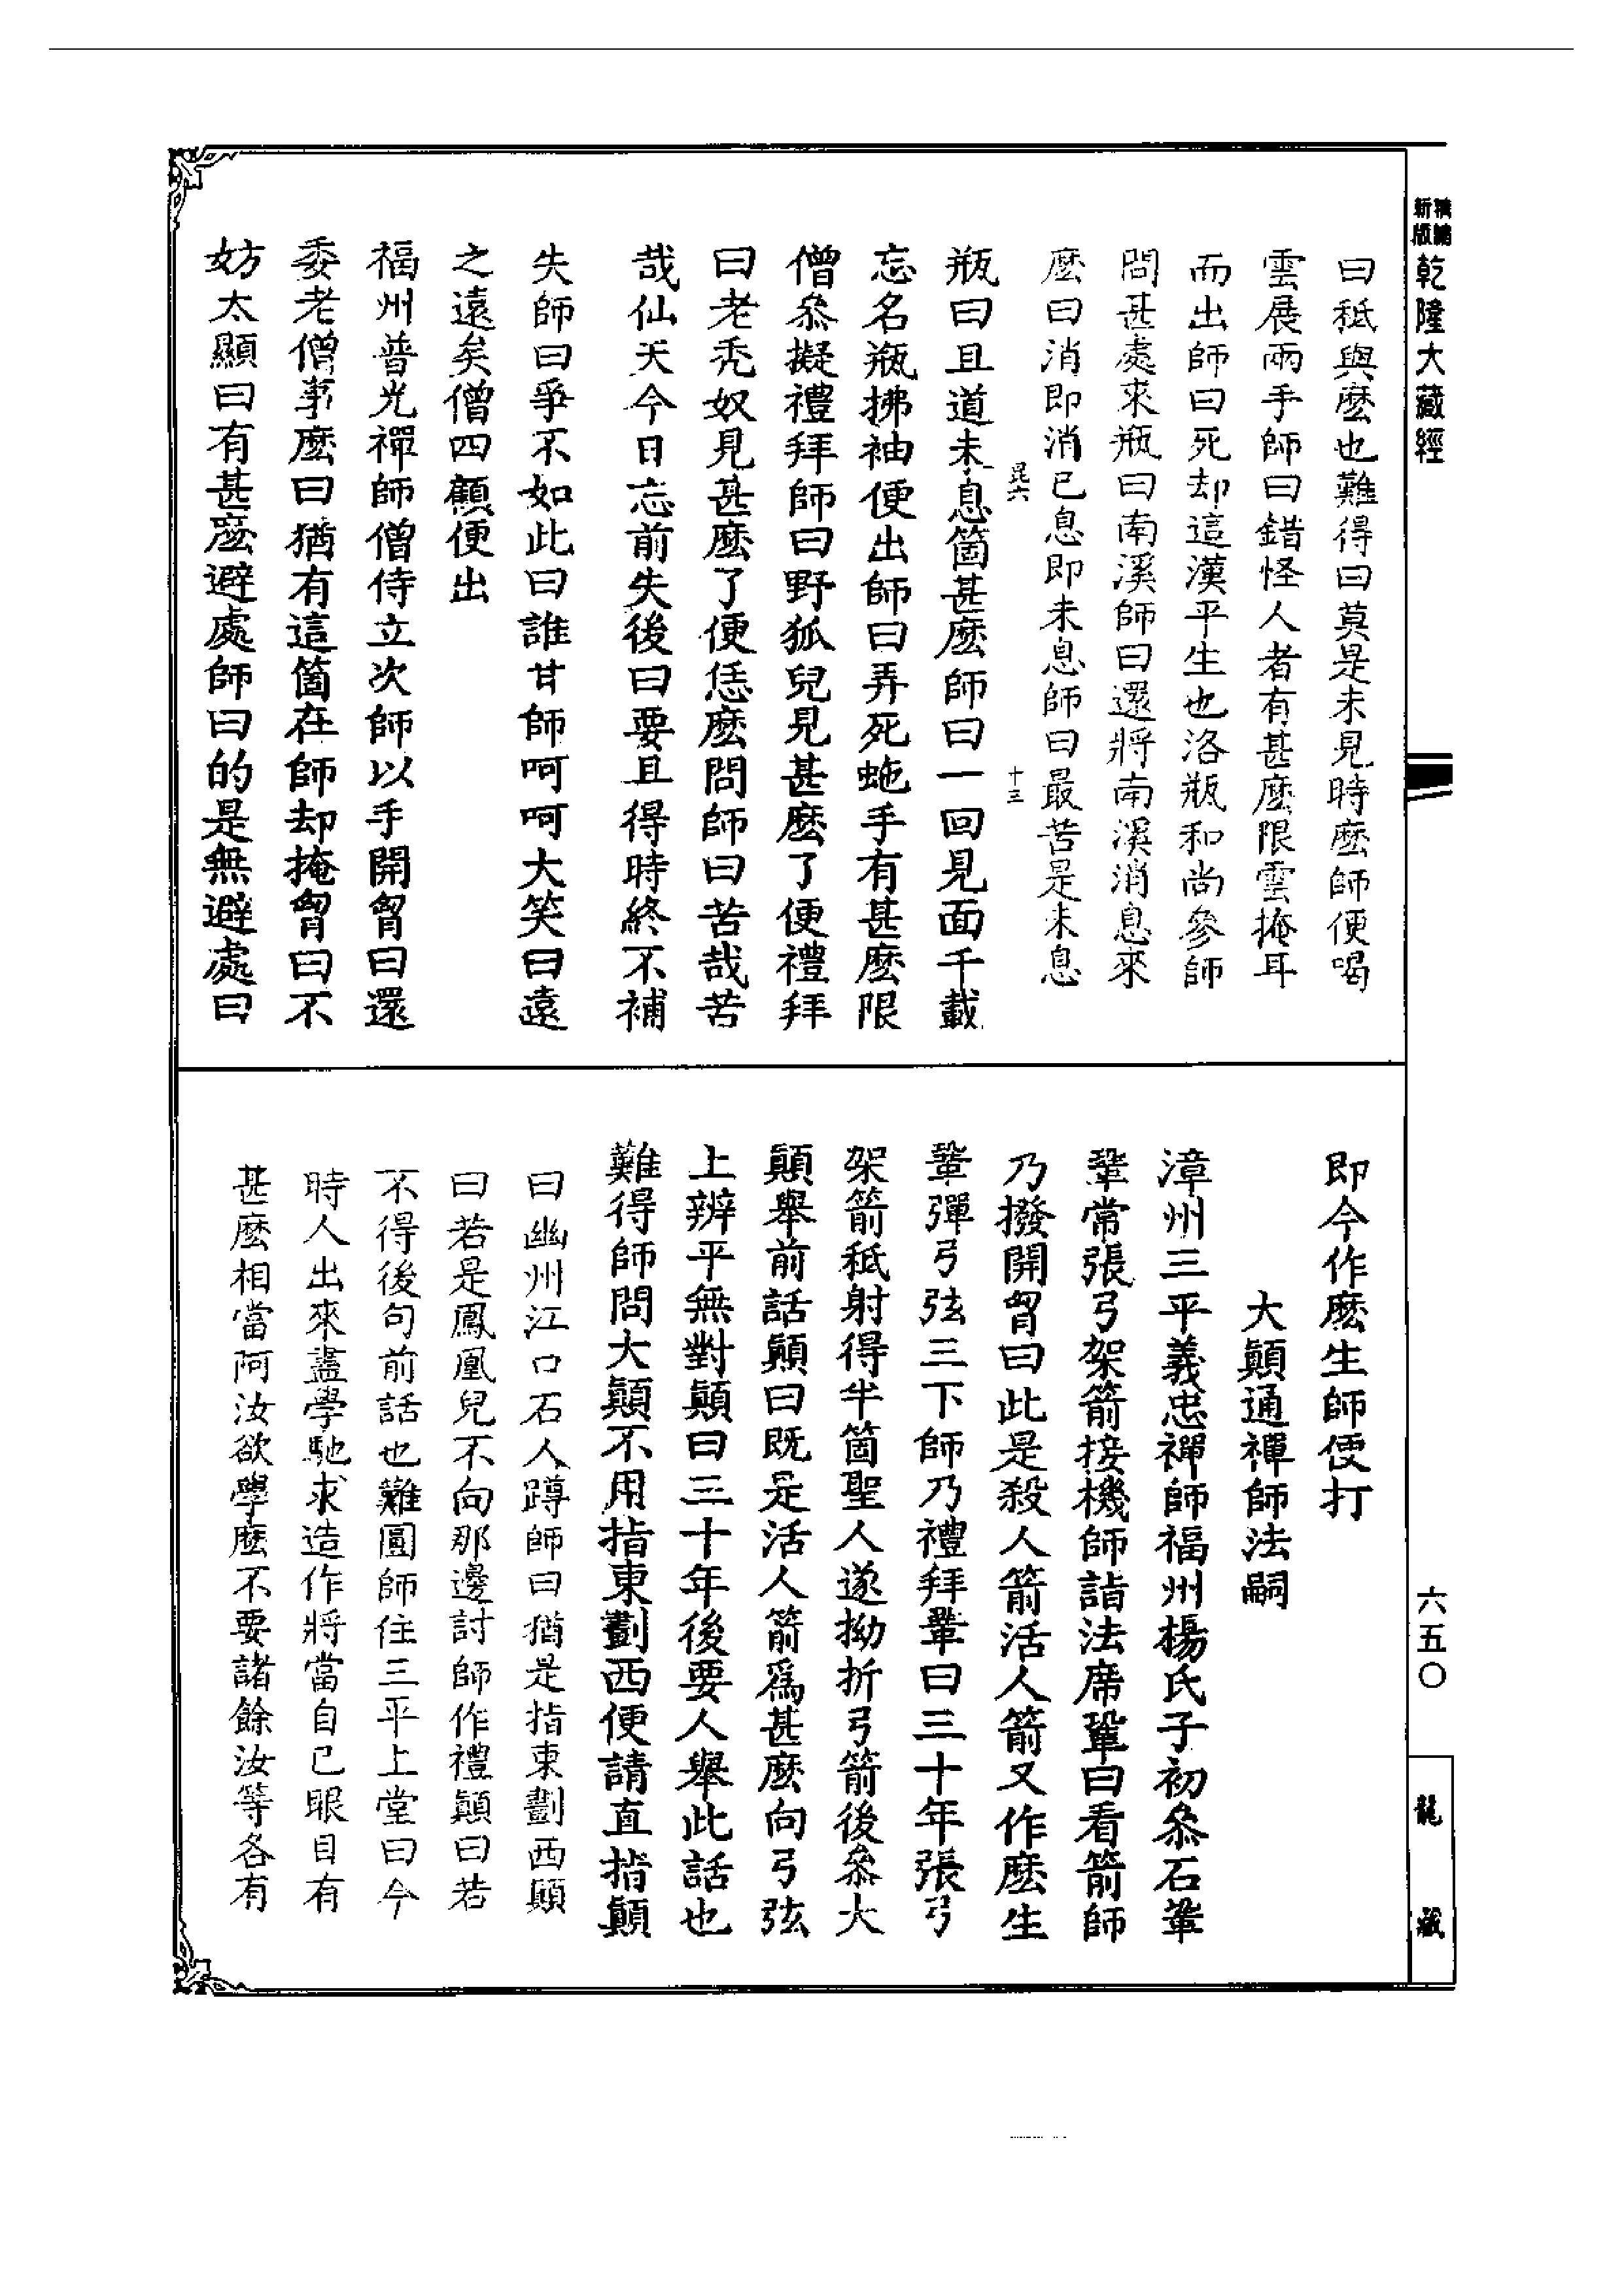 新編縮版乾隆大藏經
曰秖與麽也難得曰莫是未見時麽師便喝
雲展兩手師曰錯怪人者有甚麽限雲掩耳
而出師曰死却這漢平生也洛瓶和尚參師
問甚處來瓶曰南溪師曰還將南溪消息來
麽曰消即消已息即未息師曰最苦是未息
十三
瓶曰且道未息箇甚麽師曰一回見面千載
忘名瓶拂袖便出師曰弄死虵手有甚麽限
僧叅擬禮拜師曰野狐兒見甚麽了便禮拜
曰老秃奴見甚麽了便恁麽問師曰苦哉苦
哉仙天今日忘前失後曰要且得時終不補
失師曰爭不如此曰誰甘師呵呵大笑曰遠
之遠矣僧四顧便出
福州普光禪師僧侍立次師以手開胷曰還
委老僧事麽曰猶有這箇在師却掩胷曰不
妨太顯曰有甚麽避處師曰的是無避處曰
即今作麽生師便打
大顛通禪師法嗣
漳州三平義忠禪師福州楊氏子初叅石鞏
鞏常張弓架箭接機師詣法席鞏曰看箭師
乃撥開胷曰此是殺人箭活人箭又作麽生
鞏彈弓弦三下師乃禮拜鞏曰三十年張弓
架箭秖射得半箇聖人遂拗折弓箭後叅大
顛舉前話顛曰既是活人箭爲甚麽向弓弦
上辨平無對顛曰三十年後要人舉此話也
難得師問大顛不用指東劃西便請直指顛
曰幽州江口石人蹲師曰猶是指東劃西顛
曰若是鳳凰兒不向那邊討師作禮顛曰若
不得後句前話也難圓師住三平上堂曰今
時人出來盡學馳求造作將當自己眼目有
甚麽相當阿汝欲學麽不要諸餘汝等各有
六五〇
龍藏